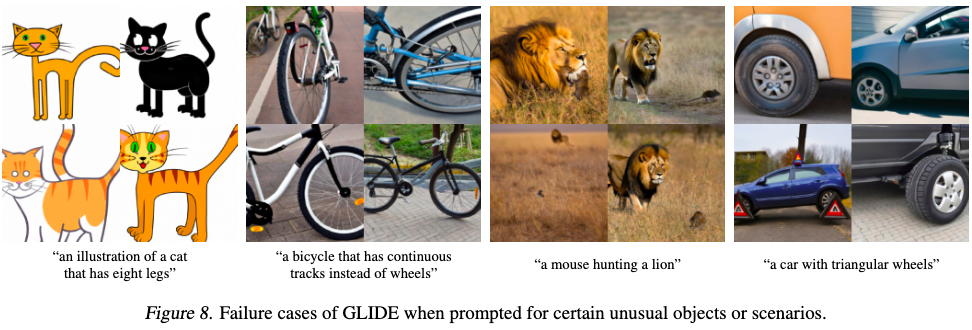 “an illustration of a cat
that has eight legs”
“a bicycle that has continuous
tracks instead of wheels”
“a mouse hunting a lion”
“a car with triangular wheels”
Figure 8. Failure cases of GLIDE when prompted for certain unusual objects or scenarios.